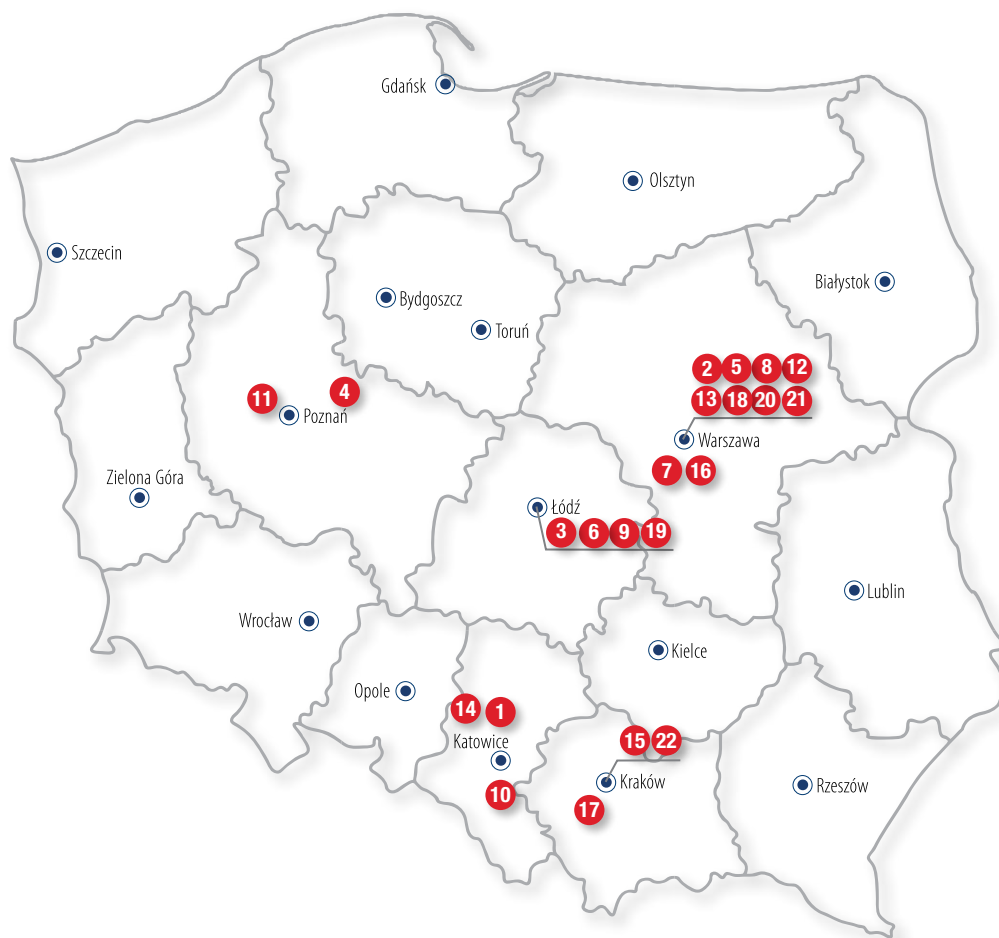 Gdańsk
Olsztyn
Szczecin
Białystok
Bydgoszcz
Toruń
2 5 8 12
13 18 20 21
11
4
Poznań
Warszawa
7 16
Zielona Góra
Łódź
3 6 9 19
Lublin
Wrocław
Kielce
Opole
14 1
Katowice
15 22
Kraków
Rzeszów
10
17